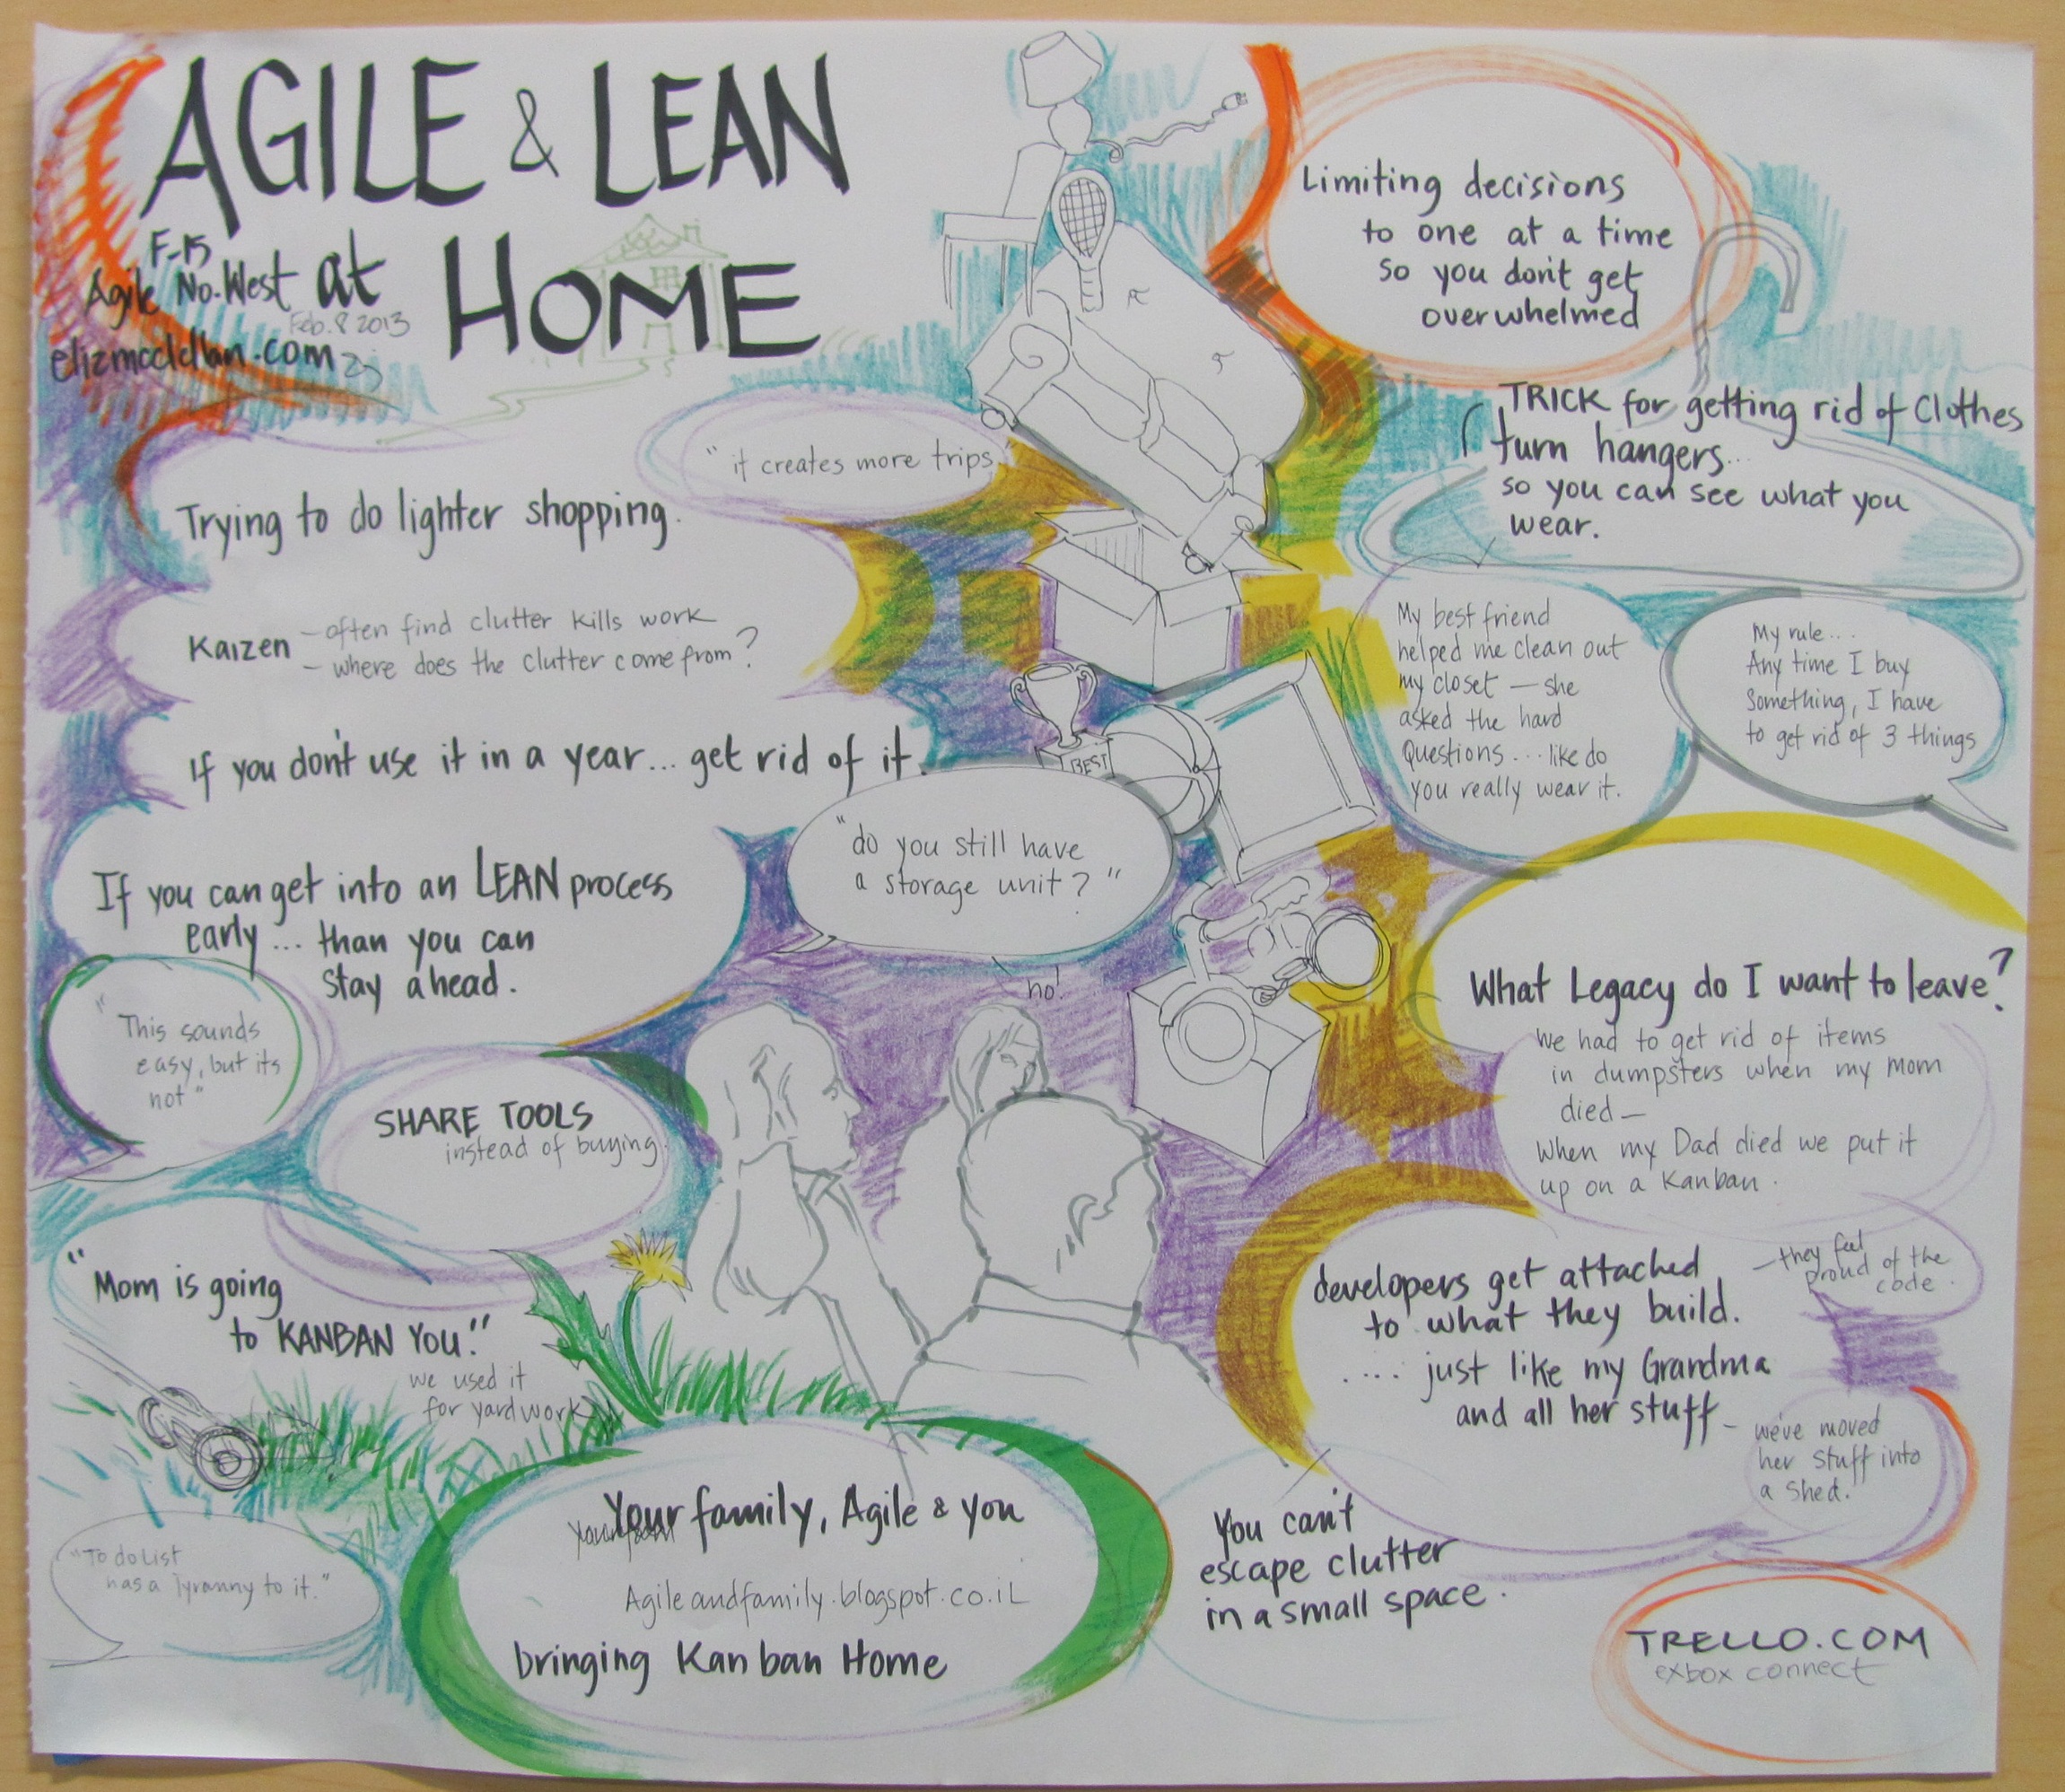 AGILE & LEAN
at HOME
F-15
Agile No.West
Feb. 8 2013
elizmcclellan.com
Limiting decisions
to one at a time
so you don't get
overwhelmed
"it creates more trips
Trying to do lighter shopping.
TRICK for getting rid of Clothes
turn hangers...
so you can see what you
wear.
Kaizen - often find clutter kills work
- where does the clutter come from?
My best friend
helped me clean out
my closet — she
asked the hard
Questions... like do
you really wear it.
My rule...
Any time I buy
Something, I have
to get rid of 3 things
If you don't use it in a year... get rid of it.
BEST
"do you still have
a storage unit?"
no!
If you can get into an LEAN process
early... than you can
stay ahead.
"This sounds
easy, but its
not"
SHARE TOOLS
instead of buying.
What Legacy do I want to leave?
We had to get rid of items
in dumpsters when my mom
died —
When my Dad died we put it
up on a Kanban.
"Mom is going
to KANBAN YOU."
we used it
for yardwork
developers get attached
to what they build.
.... just like my Grandma
and all her stuff -
- they feel
proud of the
code.
we've moved
her stuff into
a shed.
"To do List
has a Tyranny to it."
Your family, Agile & you
Agileandfamily.blogspot.co.il
bringing Kanban Home
You can't
escape clutter
in a small space.
TRELLO.COM
exbox connect